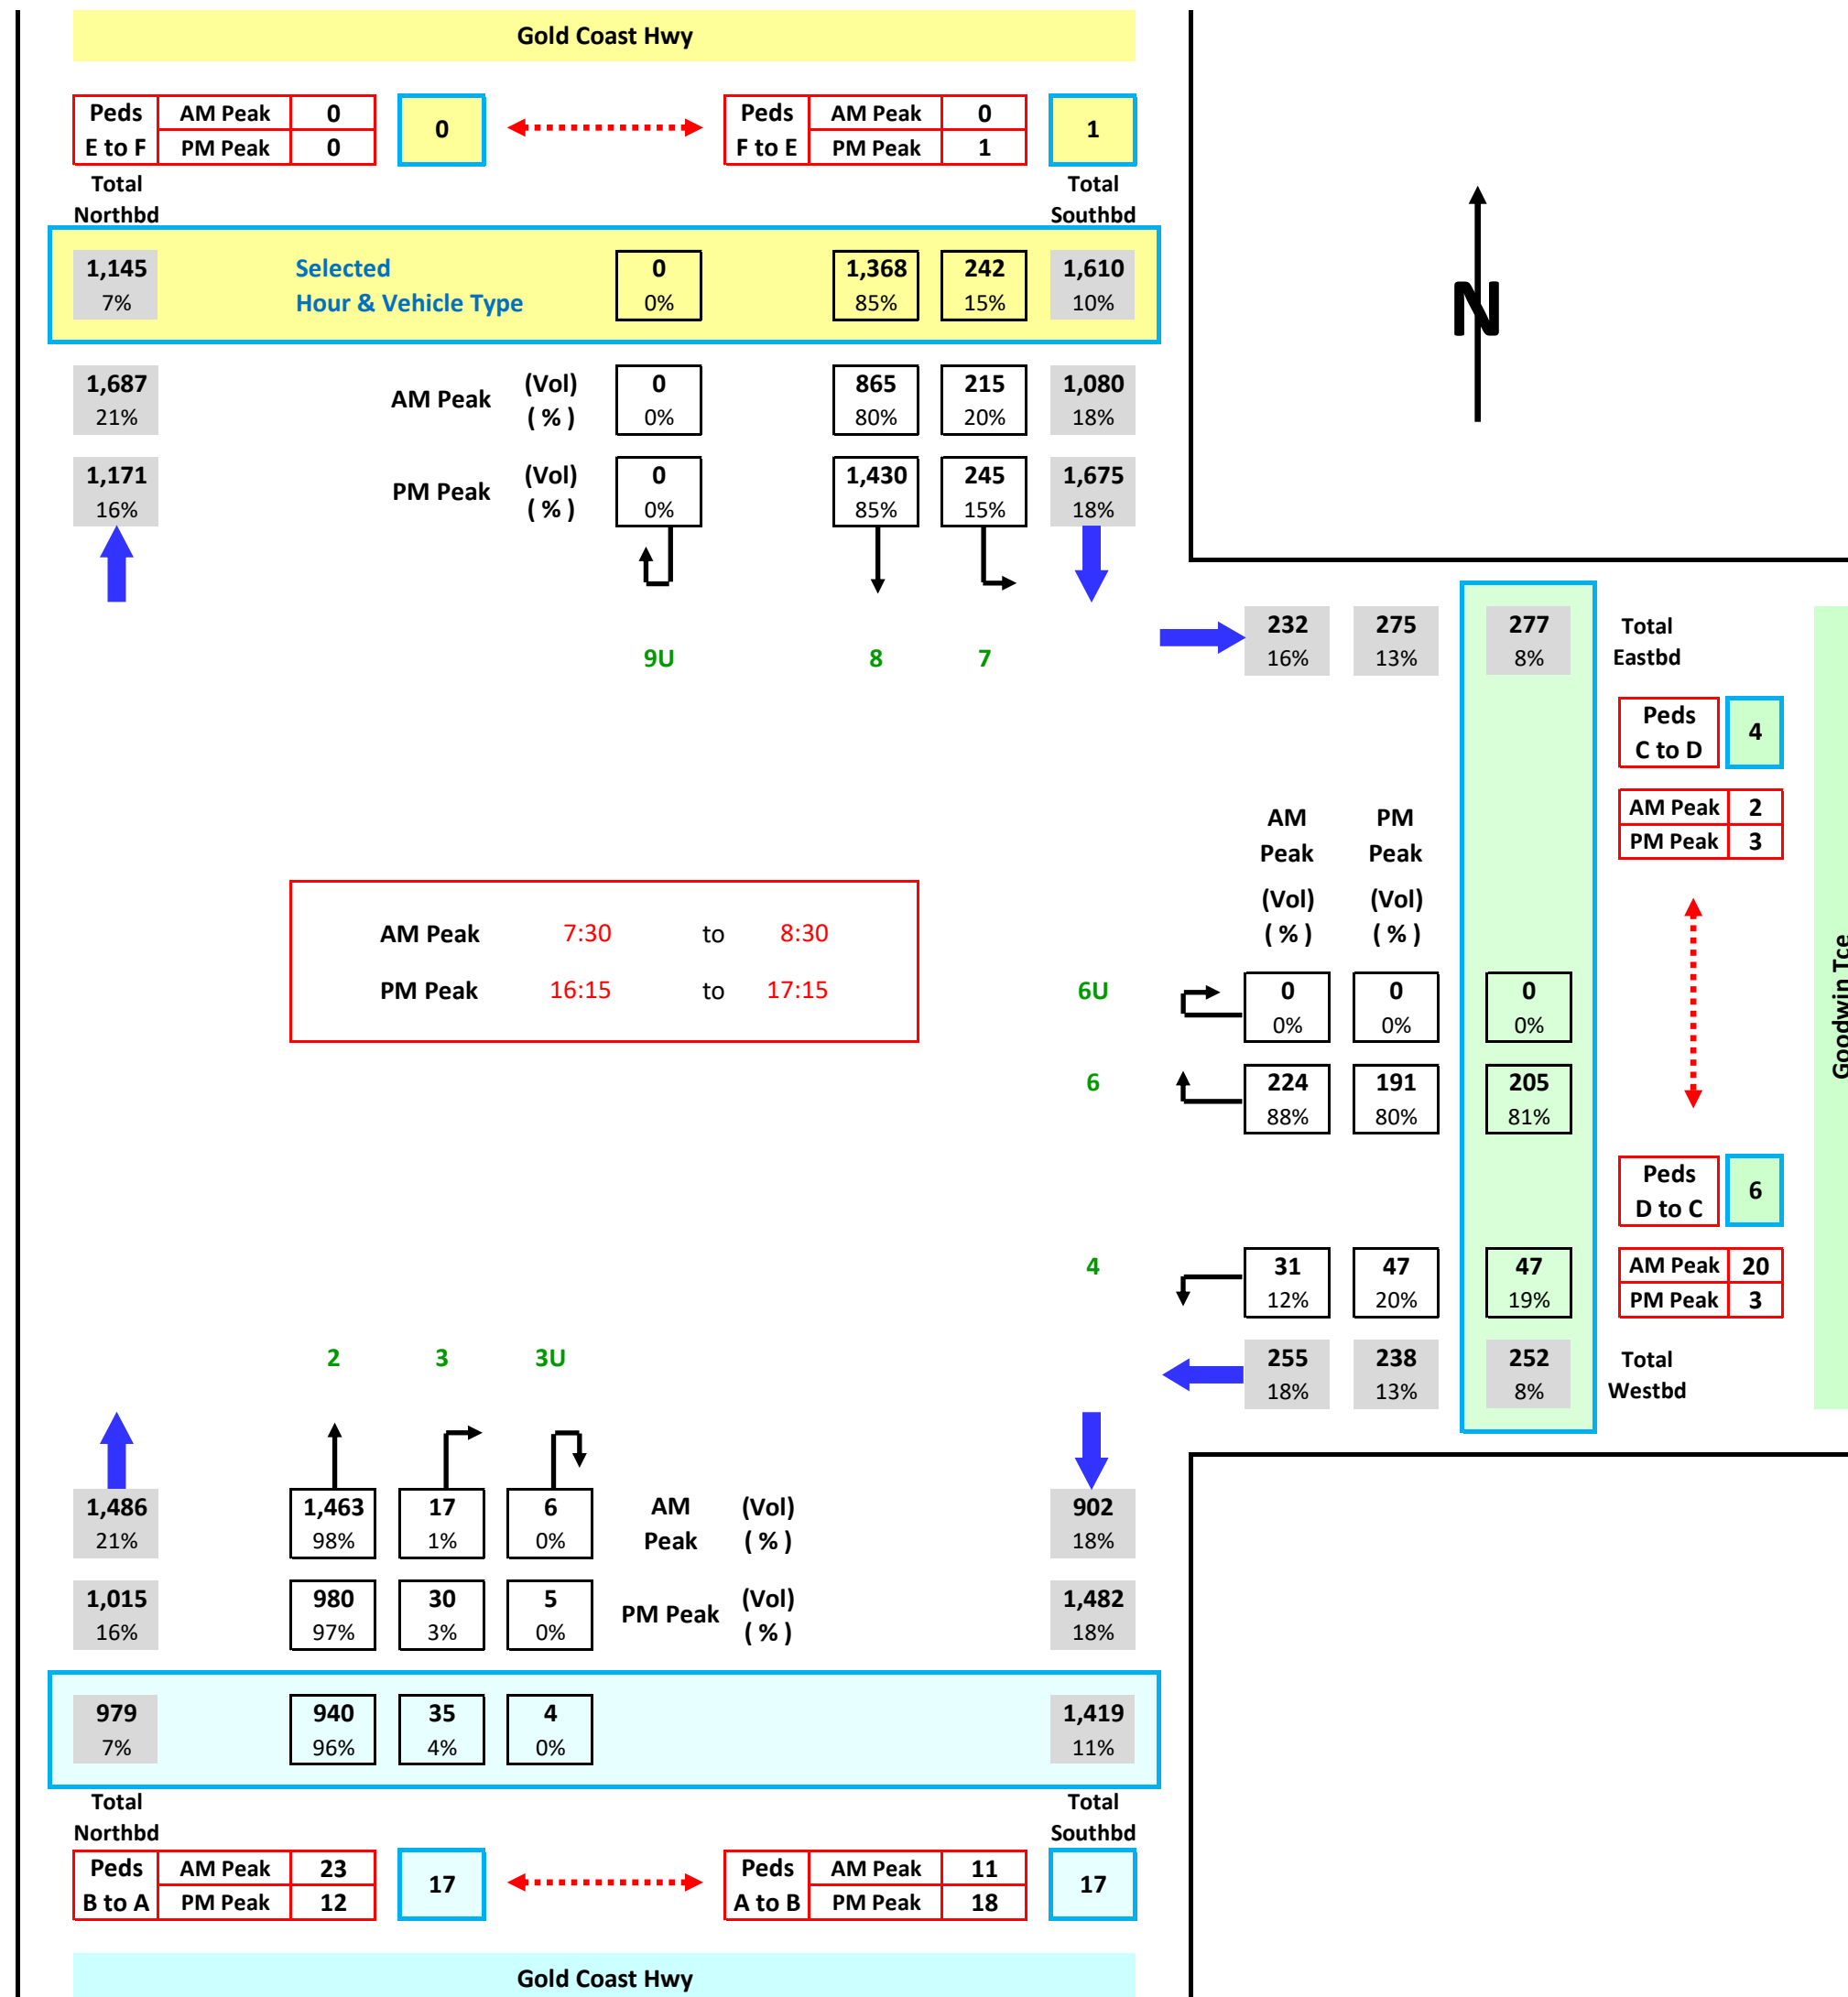 Gold Coast Hwy
Peds AM Peak 0 0 Peds AM Peak 0 1
E to F PM Peak 0 F to E PM Peak 1
Total Total
Northbd Southbd
1,145 Selected 0 1,368 242 1,610
7% Hour & Vehicle Type 0% 85% 15% 10%
1,687 AM Peak (Vol) 0 865 215 1,080
21% ( % ) 0% 80% 20% 18%
1,171 PM Peak (Vol) 0 1,430 245 1,675
16% ( % ) 0% 85% 15% 18%
N
232 275 277 Total
16% 13% 8% Eastbd
9U 8 7
Peds 4
C to D
AM Peak 2
PM Peak 3
AM PM
Peak Peak
(Vol) (Vol)
( % ) ( % )
AM Peak 7:30 to 8:30
PM Peak 16:15 to 17:15
6U 0 0 0
0% 0% 0%
6 224 191 205
88% 80% 81%
Goodwin Tce
Peds 6
D to C
4 31 47 47
12% 20% 19%
AM Peak 20
PM Peak 3
255 238 252 Total
18% 13% 8% Westbd
2 3 3U
1,486 1,463 17 6 AM (Vol) 902
21% 98% 1% 0% Peak ( % ) 18%
1,015 980 30 5 PM Peak (Vol) 1,482
16% 97% 3% 0% ( % ) 18%
979 940 35 4 1,419
7% 96% 4% 0% 11%
Total Total
Northbd Southbd
Peds AM Peak 23 17 Peds AM Peak 11 17
B to A PM Peak 12 A to B PM Peak 18
Gold Coast Hwy